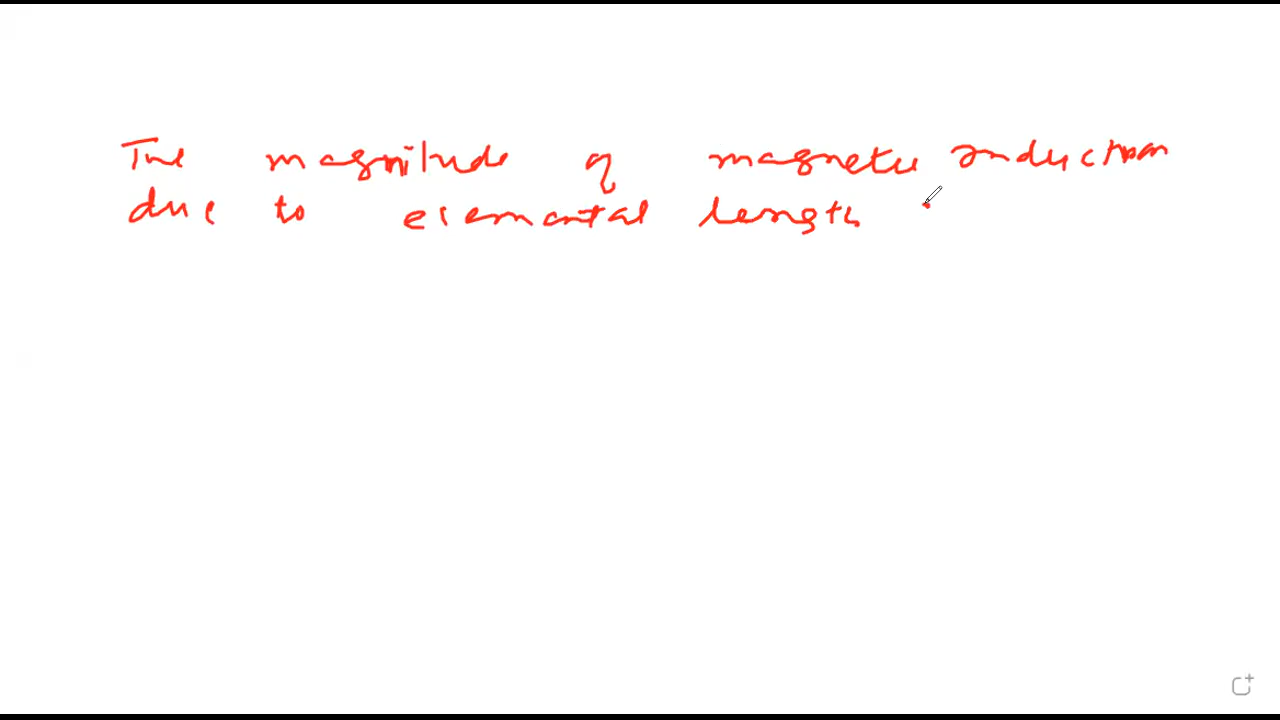 The magnitude of magnetic induction
due to elemental length